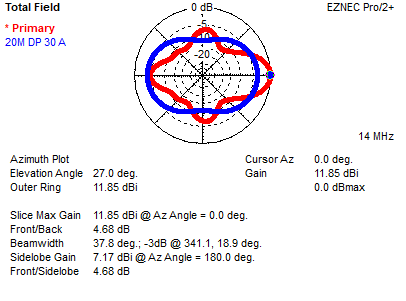 Total Field
0 dB
EZNEC Pro/2+
* Primary
20M DP 30 A
-5
-10
-20
14 MHz
Azimuth Plot
Cursor Az 0.0 deg.
Elevation Angle 27.0 deg.
Gain 11.85 dBi
Outer Ring 11.85 dBi
0.0 dBmax
Slice Max Gain 11.85 dBi @ Az Angle = 0.0 deg.
Front/Back 4.68 dB
Beamwidth 37.8 deg.; -3dB @ 341.1, 18.9 deg.
Sidelobe Gain 7.17 dBi @ Az Angle = 180.0 deg.
Front/Sidelobe 4.68 dB